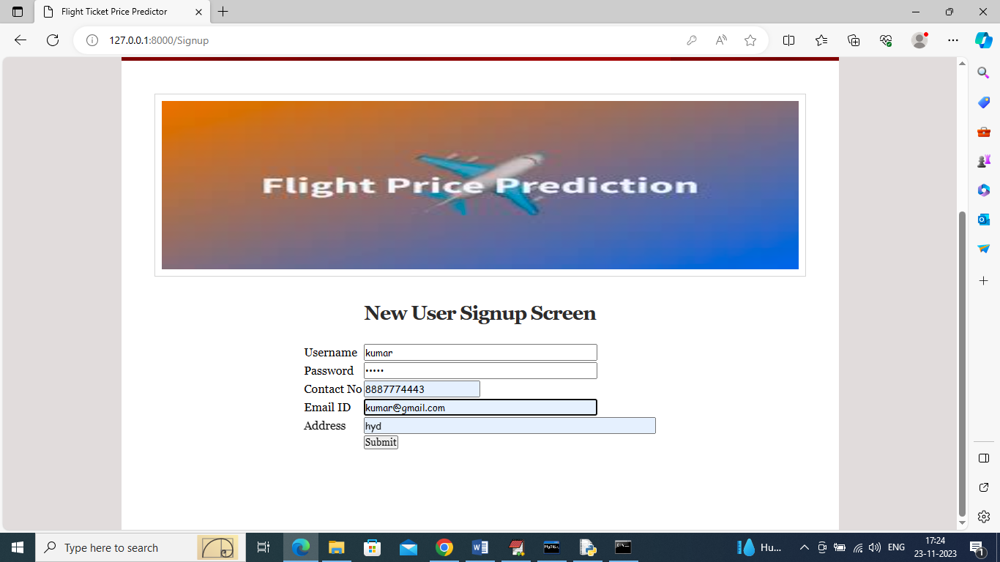 Flight Ticket Price Predictor
127.0.0.1:8000/Signup
Flight Price Prediction
New User Signup Screen
Username kumar
Password •••••
Contact No 8887774443
Email ID kumar@gmail.com
Address hyd
Submit
Type here to search
Hu...
ENG
17:24
23-11-2023
1